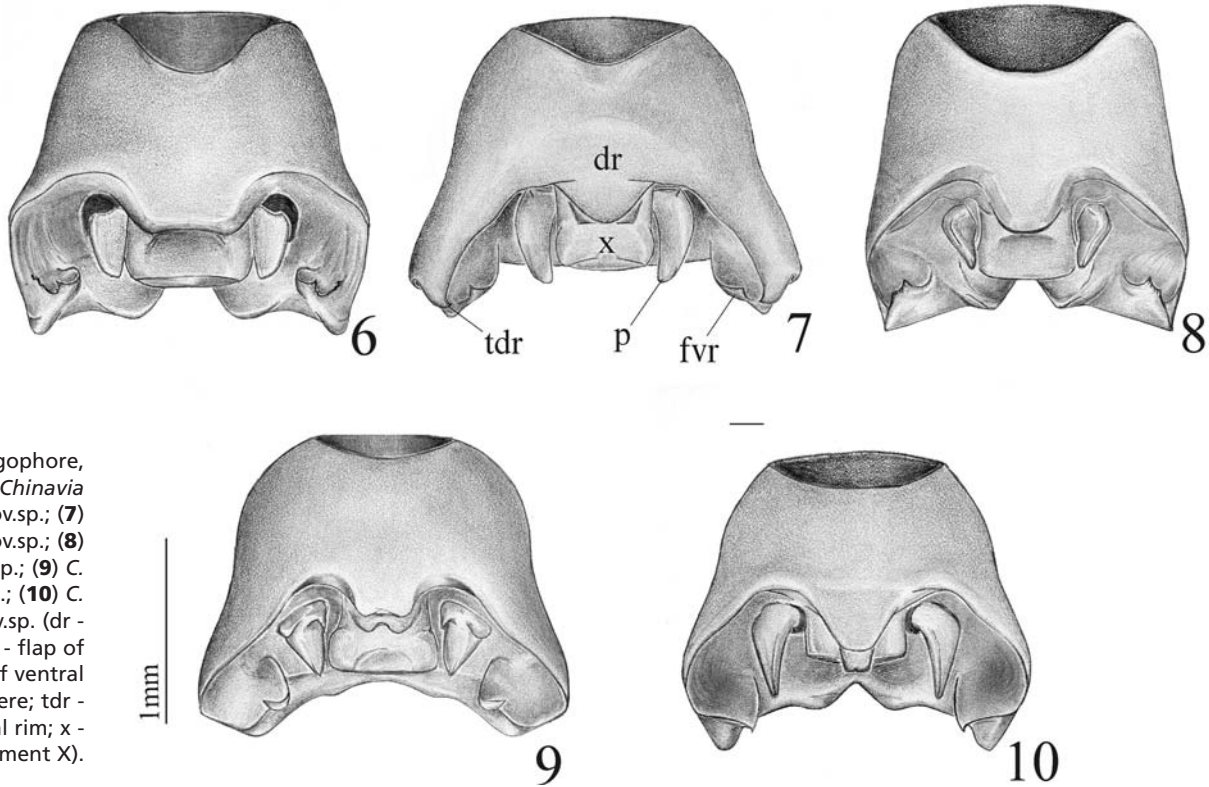 6
dr
x
tdr
p
fvr
7
8
gophore,
Chinavia
ov.sp.; (7)
ov.sp.; (8)
p.; (9) C.
.; (10) C.
v.sp. (dr -
- flap of
f ventral
ere; tdr -
al rim; x -
ment X).
1mm
9
10